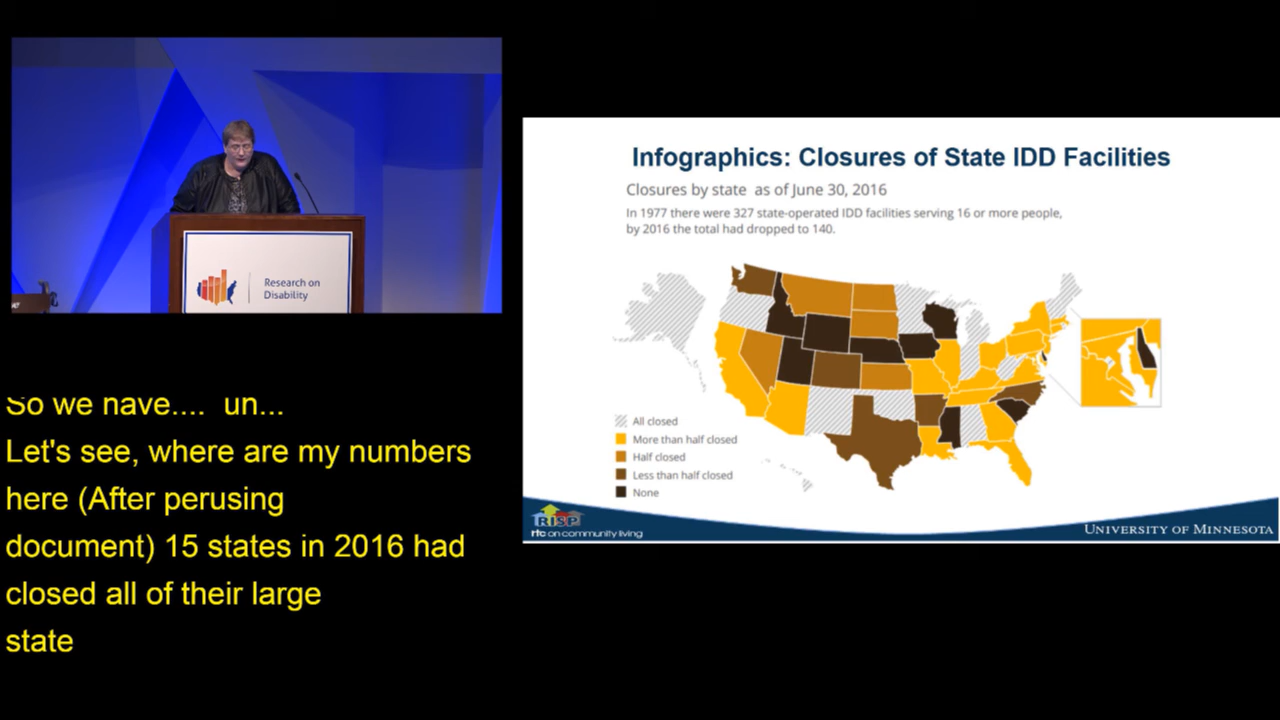 Research on
Disability
So we have.... un...
Let's see, where are my numbers
here (After perusing
document) 15 states in 2016 had
closed all of their large
state
Infographics: Closures of State IDD Facilities
Closures by state as of June 30, 2016
In 1977 there were 327 state-operated IDD facilities serving 16 or more people,
by 2016 the total had dropped to 140.
All closed
More than half closed
Half closed
Less than half closed
None
RISP
rtc on community living
UNIVERSITY OF MINNESOTA